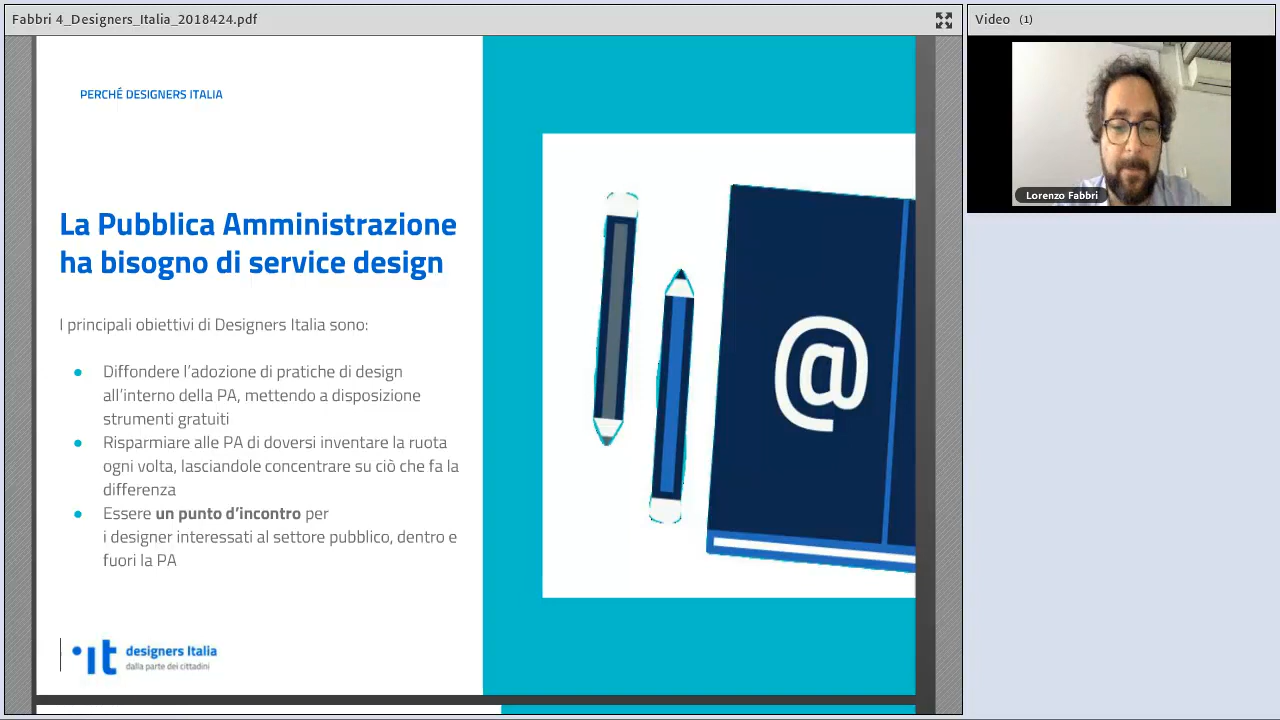 Fabbri 4_Designers_Italia_2018424.pdf
Video (1)
PERCHÉ DESIGNERS ITALIA
La Pubblica Amministrazione
ha bisogno di service design
I principali obiettivi di Designers Italia sono:
● Diffondere l’adozione di pratiche di design
all’interno della PA, mettendo a disposizione
strumenti gratuiti
● Risparmiare alle PA di doversi inventare la ruota
ogni volta, lasciandole concentrare su ciò che fa la
differenza
● Essere un punto d’incontro per
i designer interessati al settore pubblico, dentro e
fuori la PA
@
it designers Italia
dalla parte dei cittadini
Lorenzo Fabbri